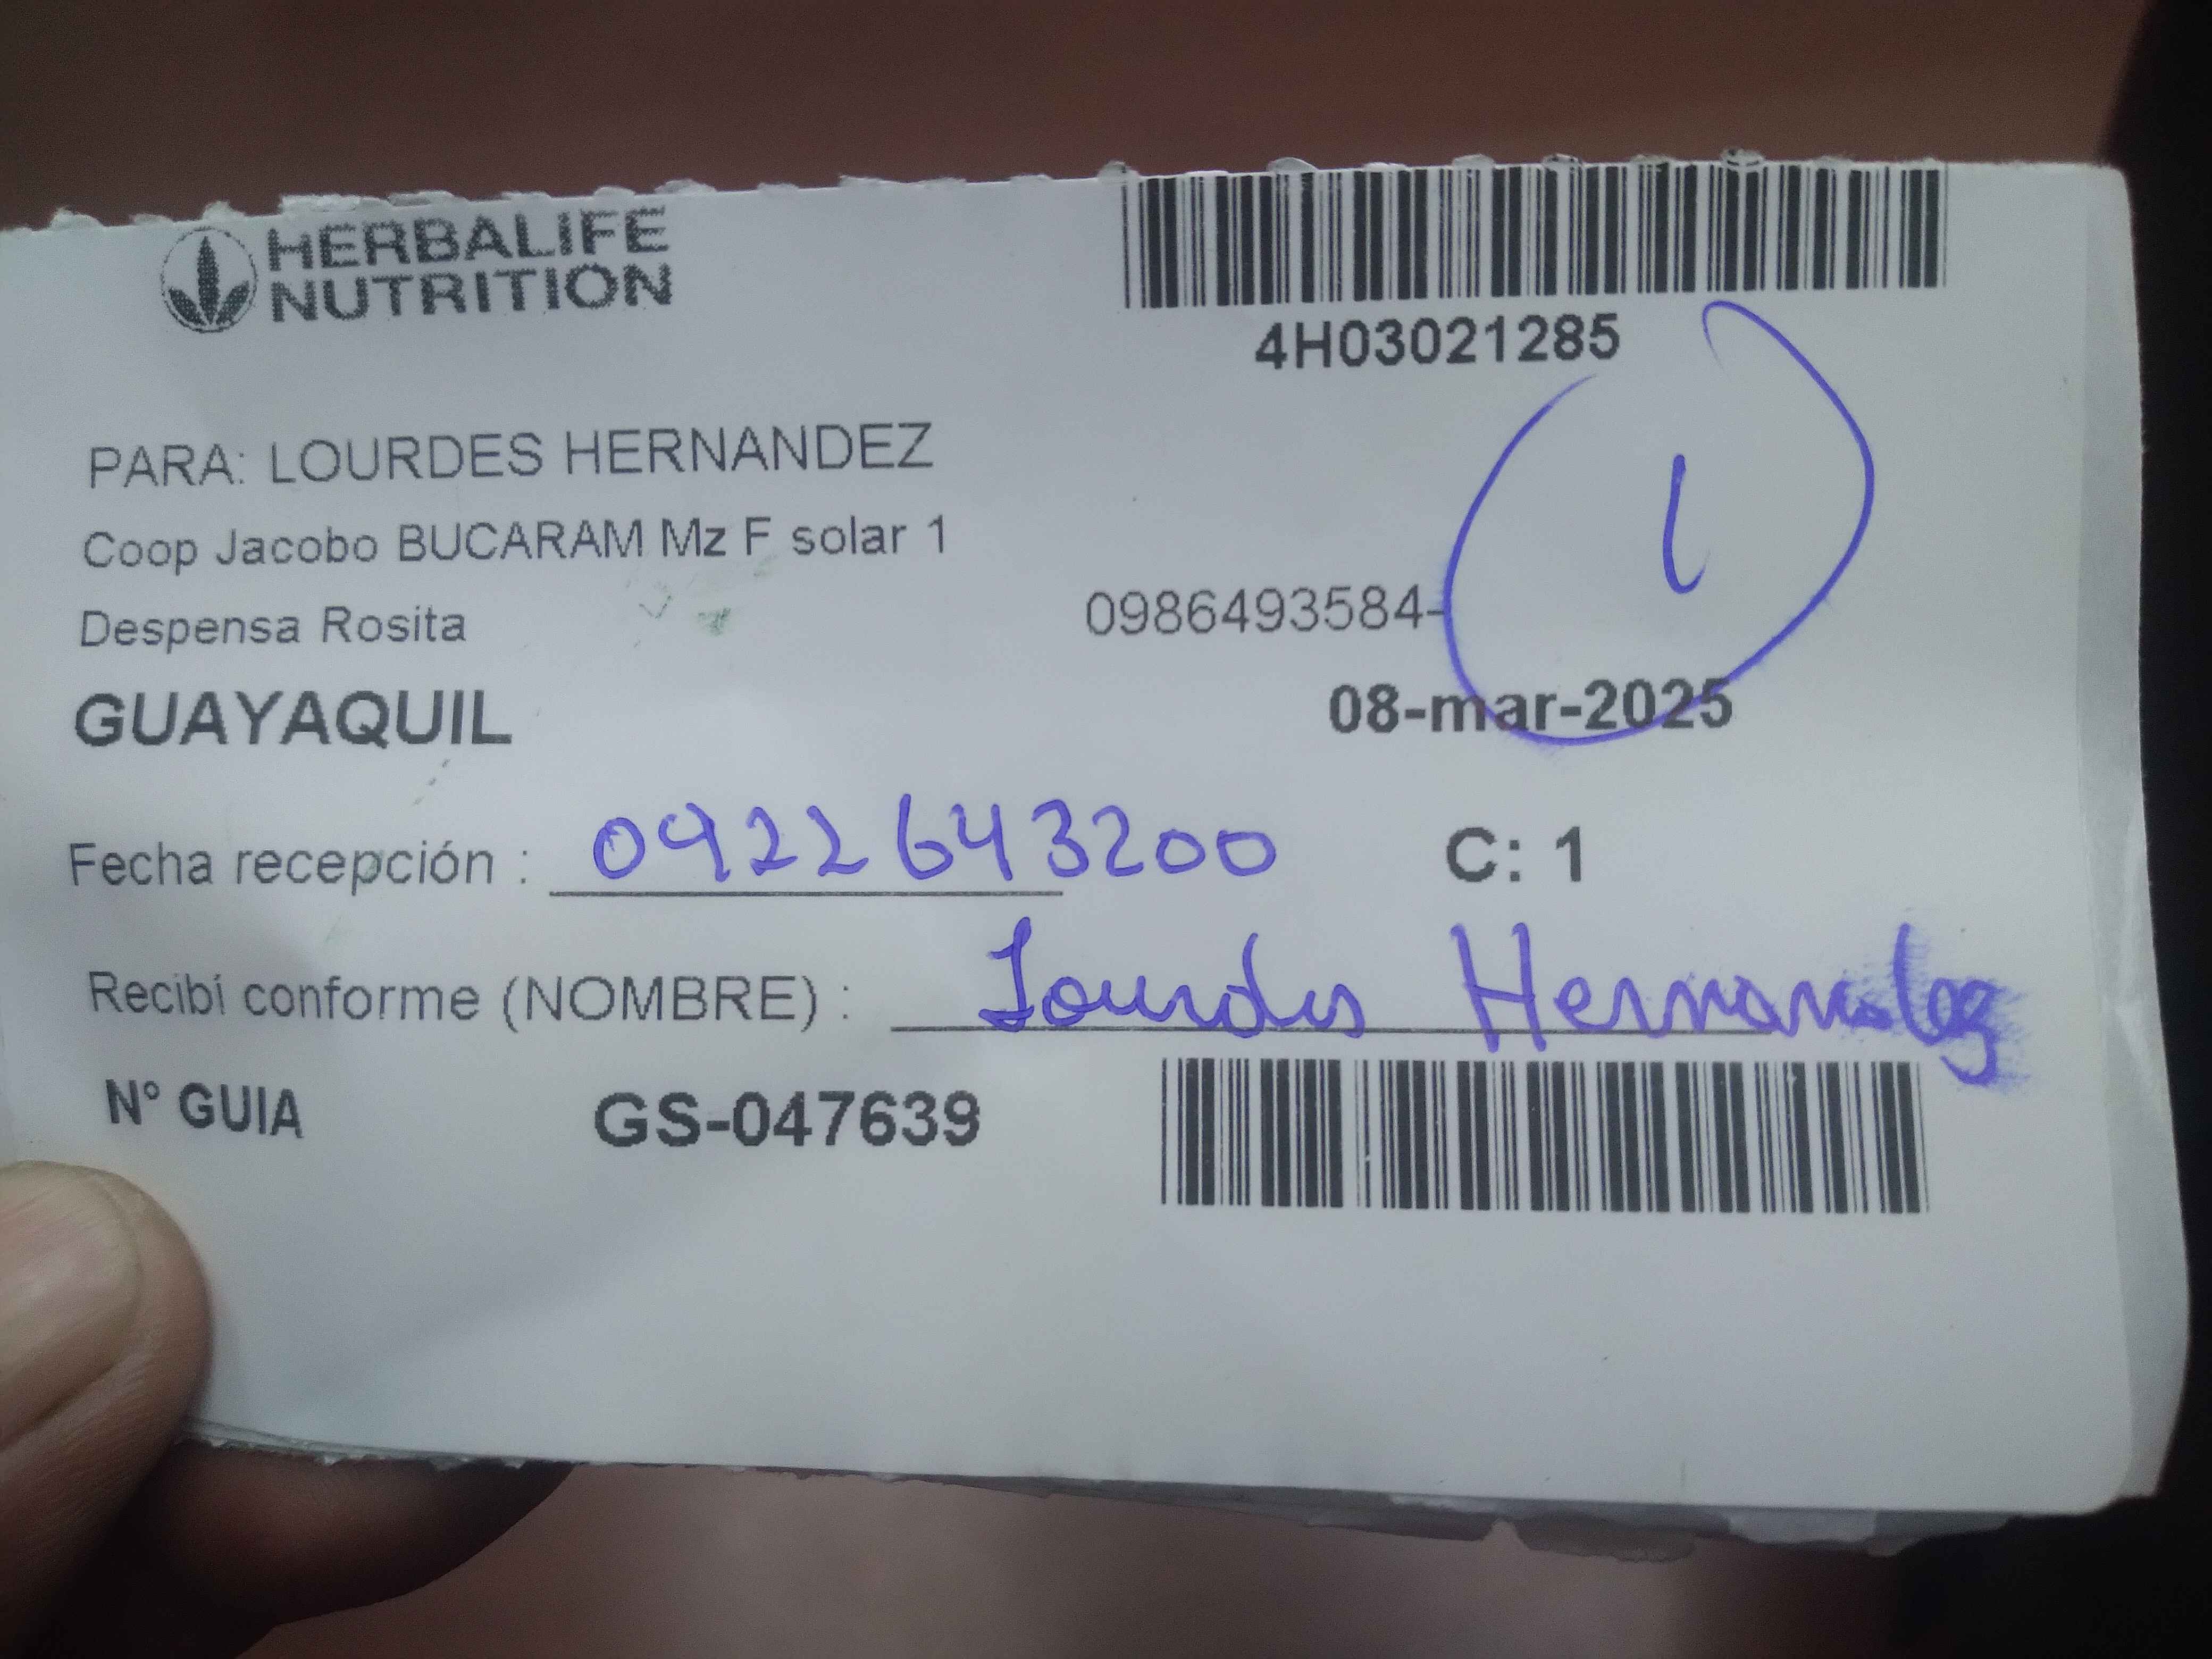 HERBALIFE
NUTRITION
4H03021285
PARA: LOURDES HERNANDEZ
Coop Jacobo BUCARAM Mz F solar 1
Despensa Rosita
0986493584-
1
GUAYAQUIL
08-mar-2025
Fecha recepción : 0922643200
C: 1
Recibí conforme (NOMBRE) : Lourdes Hernandez
N° GUIA GS-047639